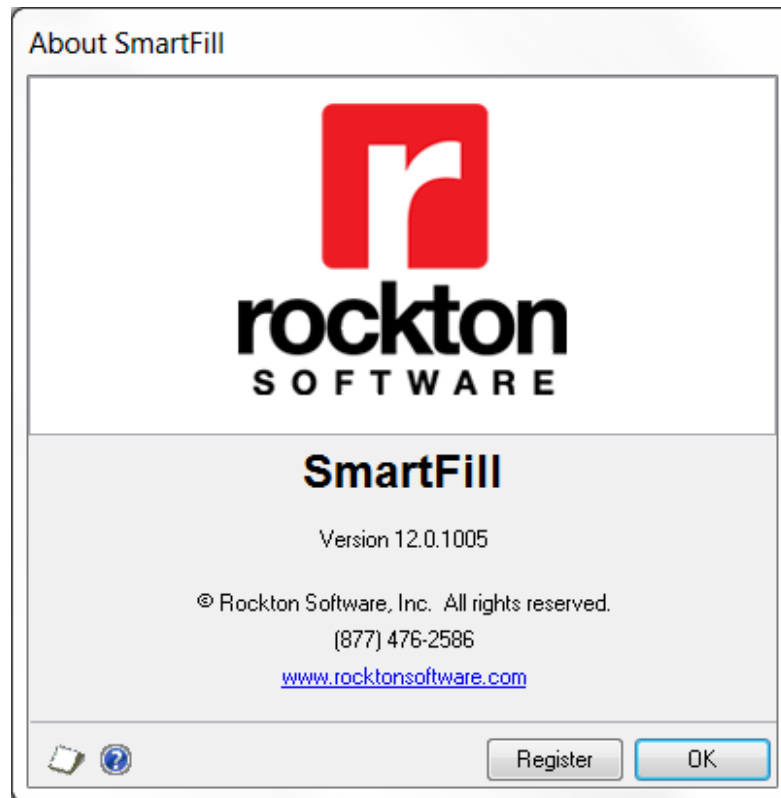 About SmartFill
r
rockton
SOFTWARE
SmartFill
Version 12.0.1005
© Rockton Software, Inc. All rights reserved.
(877) 476-2586
www.rocktonsoftware.com
Register OK